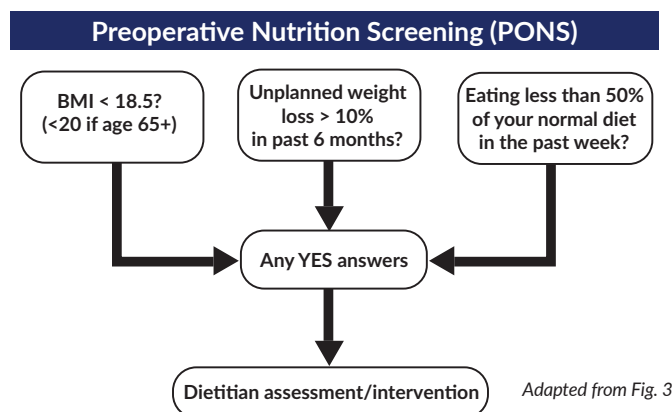 Preoperative Nutrition Screening (PONS)
BMI < 18.5?
(<20 if age 65+)
Unplanned weight
loss > 10%
in past 6 months?
Eating less than 50%
of your normal diet
in the past week?
Any YES answers
Dietitian assessment/intervention
Adapted from Fig. 3